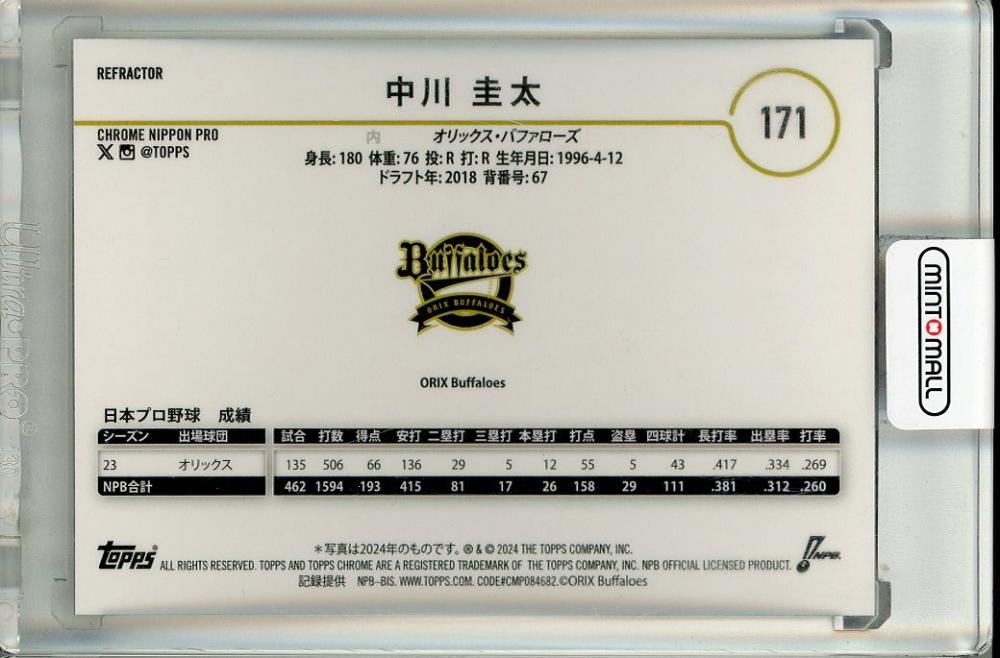 REFRACTOR
中川 圭太
171
CHROME NIPPON PRO
@TOPPS
内 オリックス・バファローズ
身長: 180 体重: 76 投: R 打: R 生年月日: 1996-4-12
ドラフト年: 2018 背番号: 67
Buffaloes
ORIX BUFFALOES
ORIX Buffaloes
日本プロ野球 成績
シーズン 出場球団 試合 打数 得点 安打 二塁打 三塁打 本塁打 打点 盗塁 四球計 長打率 出塁率 打率
23 オリックス 135 506 66 136 29 5 12 55 5 43 .417 .334 .269
NPB合計 462 1594 193 415 81 17 26 158 29 111 .381 .312 .260
topps
＊写真は2024年のものです。 ® & © 2024 THE TOPPS COMPANY, INC.
ALL RIGHTS RESERVED. TOPPS AND TOPPS CHROME ARE A REGISTERED TRADEMARK OF THE TOPPS COMPANY, INC. NPB OFFICIAL LICENSED PRODUCT.
記録提供 NPB-BIS. WWW.TOPPS.COM. CODE#CMP084682.©ORIX Buffaloes
NPB.
MINT MALL
Ultra PRO®